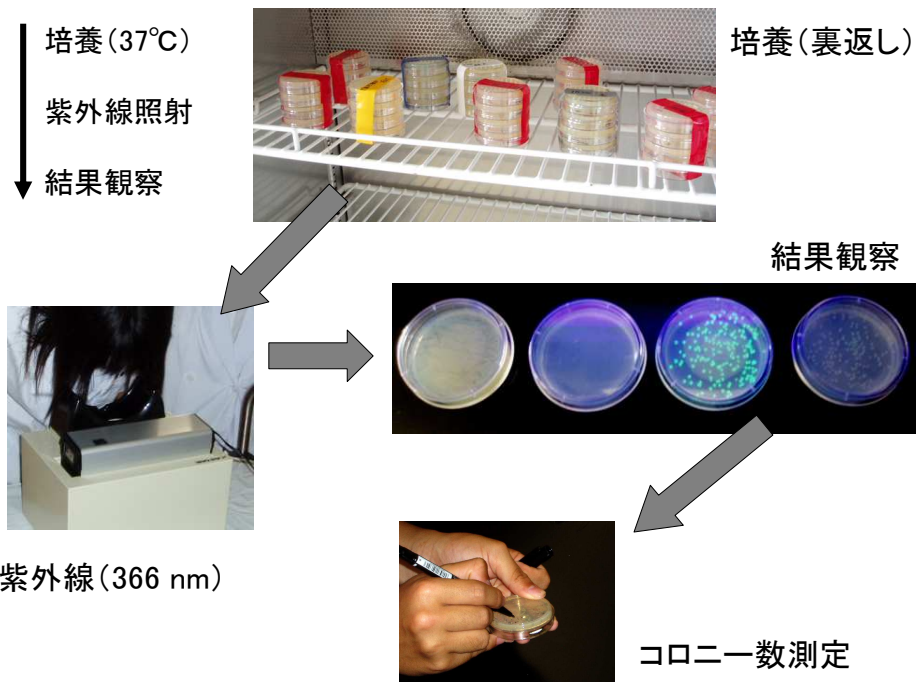 培養（37℃）
紫外線照射
結果観察
培養（裏返し）
結果観察
紫外線（366 nm）
コロニー数測定